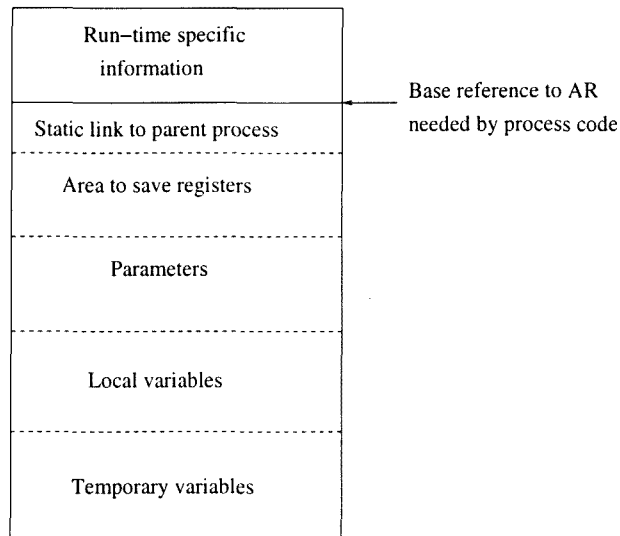 Run-time specific
information
Base reference to AR
needed by process code
Static link to parent process
Area to save registers
Parameters
Local variables
Temporary variables